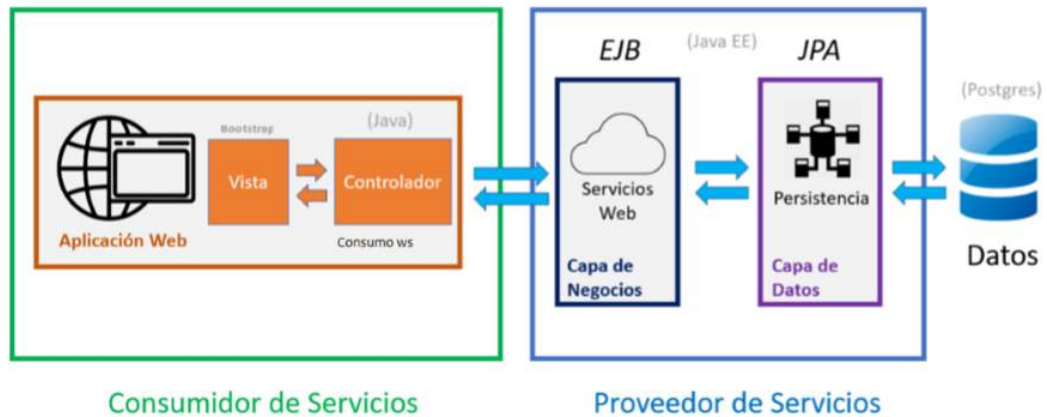 EJB
(Java EE)
JPA
(Postgres)
Bootstrap
(Java)
Vista
Controlador
Aplicación Web
Consumo ws
Servicios
Web
Persistencia
Capa de
Negocios
Capa de
Datos
Datos
Consumidor de Servicios
Proveedor de Servicios